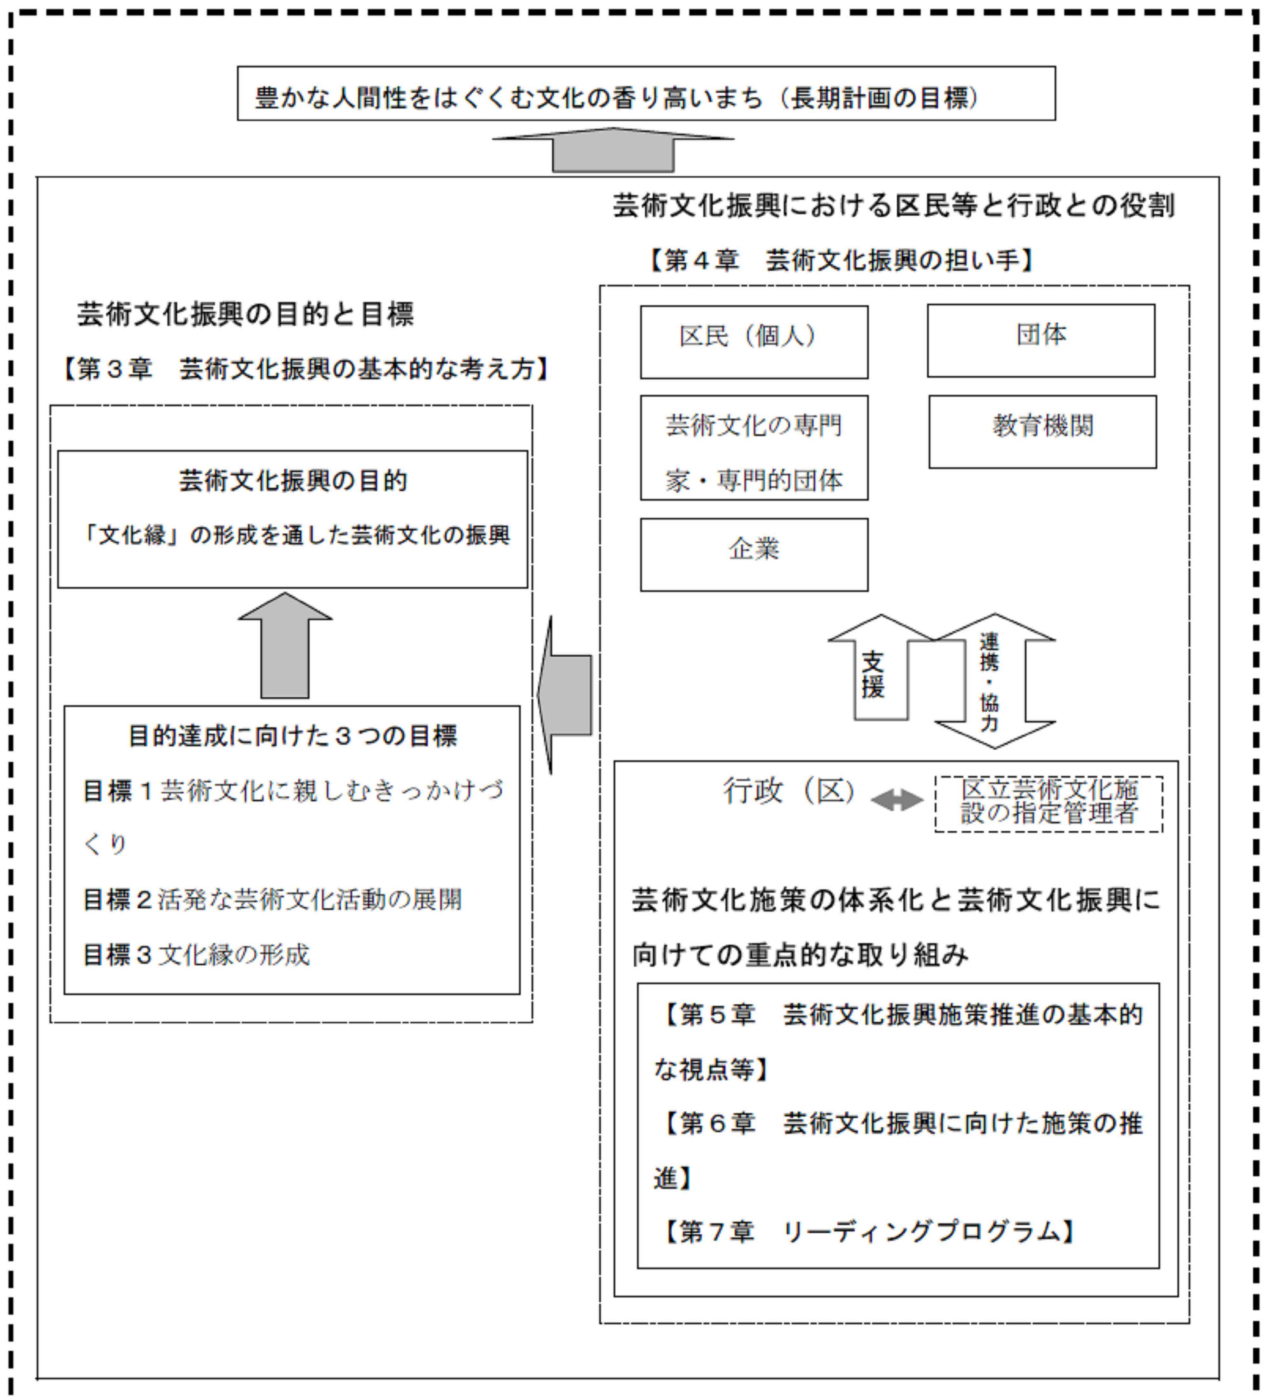 豊かな人間性をはぐくむ文化の香り高いまち（長期計画の目標）
芸術文化振興の目的と目標
【第３章　芸術文化振興の基本的な考え方】
芸術文化振興の目的
「文化縁」の形成を通した芸術文化の振興
目的達成に向けた３つの目標
目標１芸術文化に親しむきっかけづ
くり
目標２活発な芸術文化活動の展開
目標３文化縁の形成
芸術文化振興における区民等と行政との役割
【第４章　芸術文化振興の担い手】
区民（個人）
団体
芸術文化の専門
家・専門的団体
教育機関
企業
支援
連携・協力
行政（区）
区立芸術文化施
設の指定管理者
芸術文化施策の体系化と芸術文化振興に
向けての重点的な取り組み
【第５章　芸術文化振興施策推進の基本的
な視点等】
【第６章　芸術文化振興に向けた施策の推
進】
【第７章　リーディングプログラム】